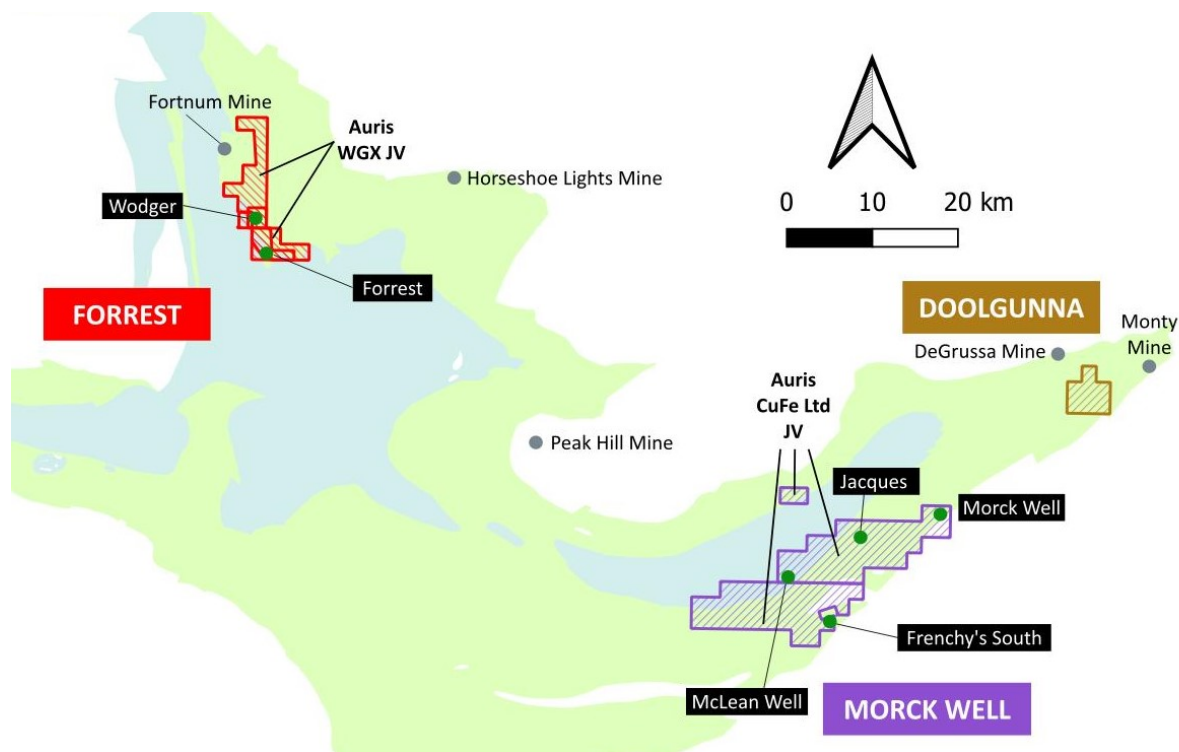 Fortnum Mine
Auris
WGX JV
Horseshoe Lights Mine
Wodger
Forrest
FORREST
0 10 20 km
DOOLGUNNA
Monty
Mine
DeGrussa Mine
Auris
CuFe Ltd
JV
Peak Hill Mine
Jacques
Morck Well
Frenchy's South
McLean Well
MORCK WELL